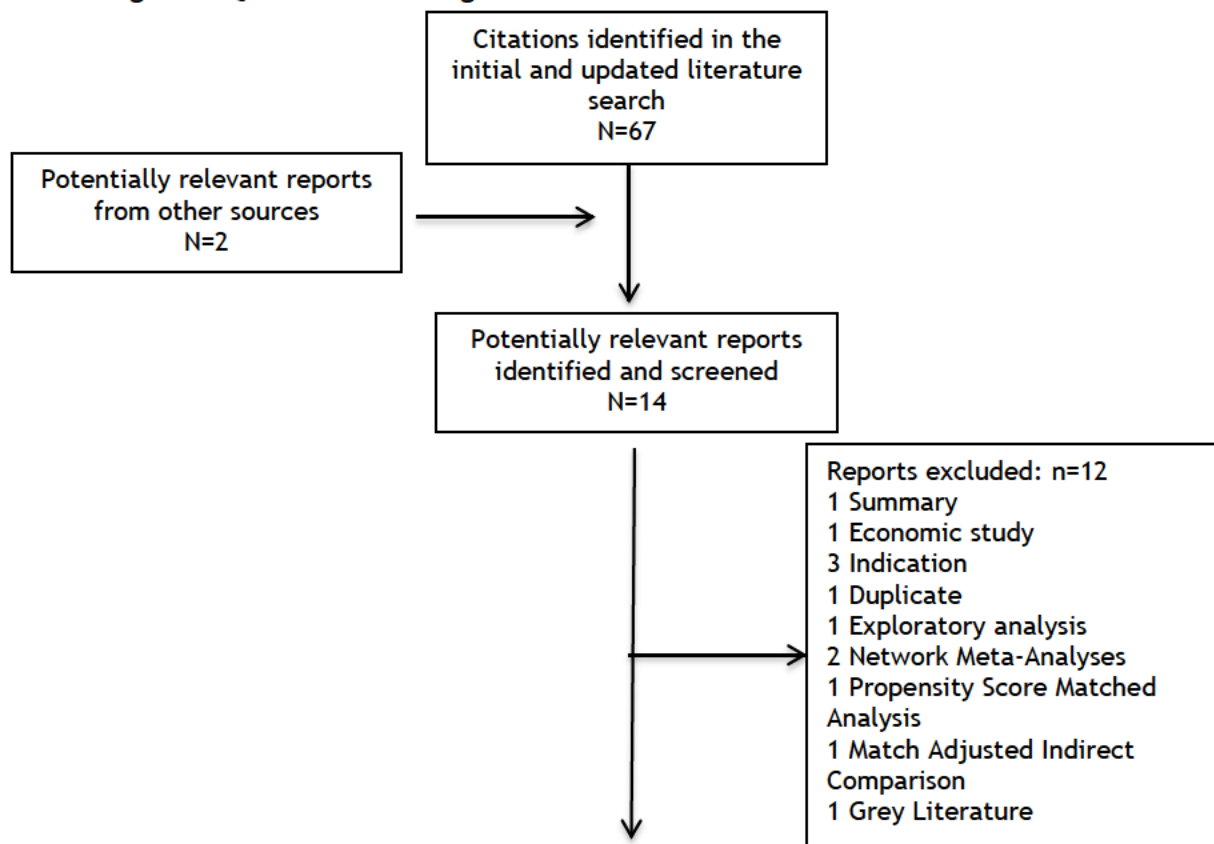 Citations identified in the
initial and updated literature
search
N=67
Potentially relevant reports
from other sources
N=2
Potentially relevant reports
identified and screened
N=14
Reports excluded: n=12
1 Summary
1 Economic study
3 Indication
1 Duplicate
1 Exploratory analysis
2 Network Meta-Analyses
1 Propensity Score Matched
Analysis
1 Match Adjusted Indirect
Comparison
1 Grey Literature